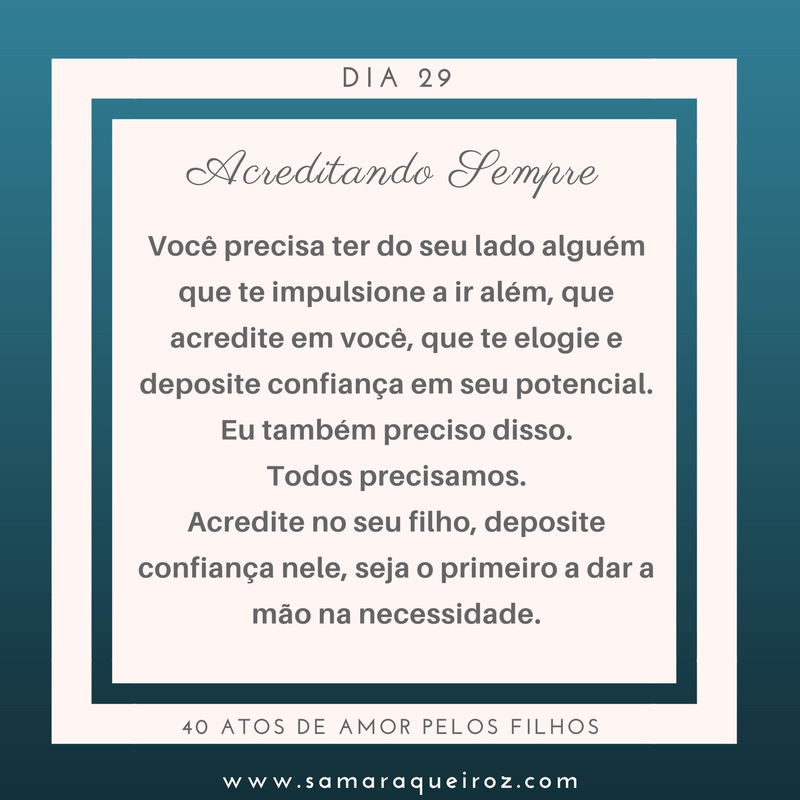 DIA 29
Acreditando Sempre
Você precisa ter do seu lado alguém
que te impulsione a ir além, que
acredite em você, que te elogie e
deposite confiança em seu potencial.
Eu também preciso disso.
Todos precisamos.
Acredite no seu filho, deposite
confiança nele, seja o primeiro a dar a
mão na necessidade.
40 ATOS DE AMOR PELOS FILHOS
www.samaraqueiroz.com